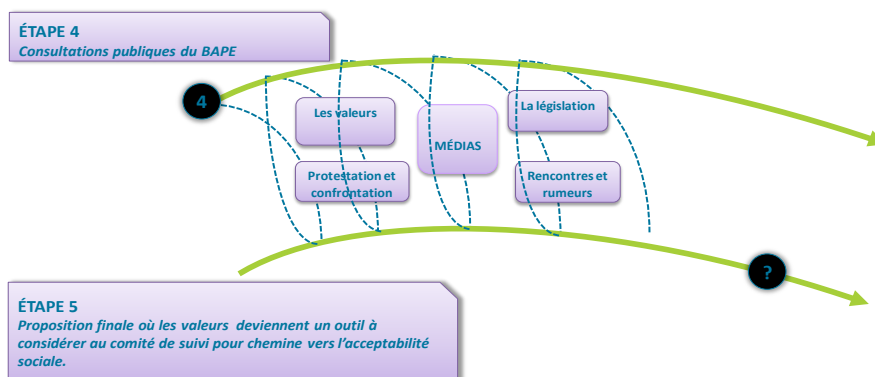 ÉTAPE 4
Consultations publiques du BAPE
4
Les valeurs
MÉDIAS
La législation
Protestation et
confrontation
Rencontres et
rumeurs
?
ÉTAPE 5
Proposition finale où les valeurs deviennent un outil à
considérer au comité de suivi pour chemine vers l'acceptabilité
sociale.